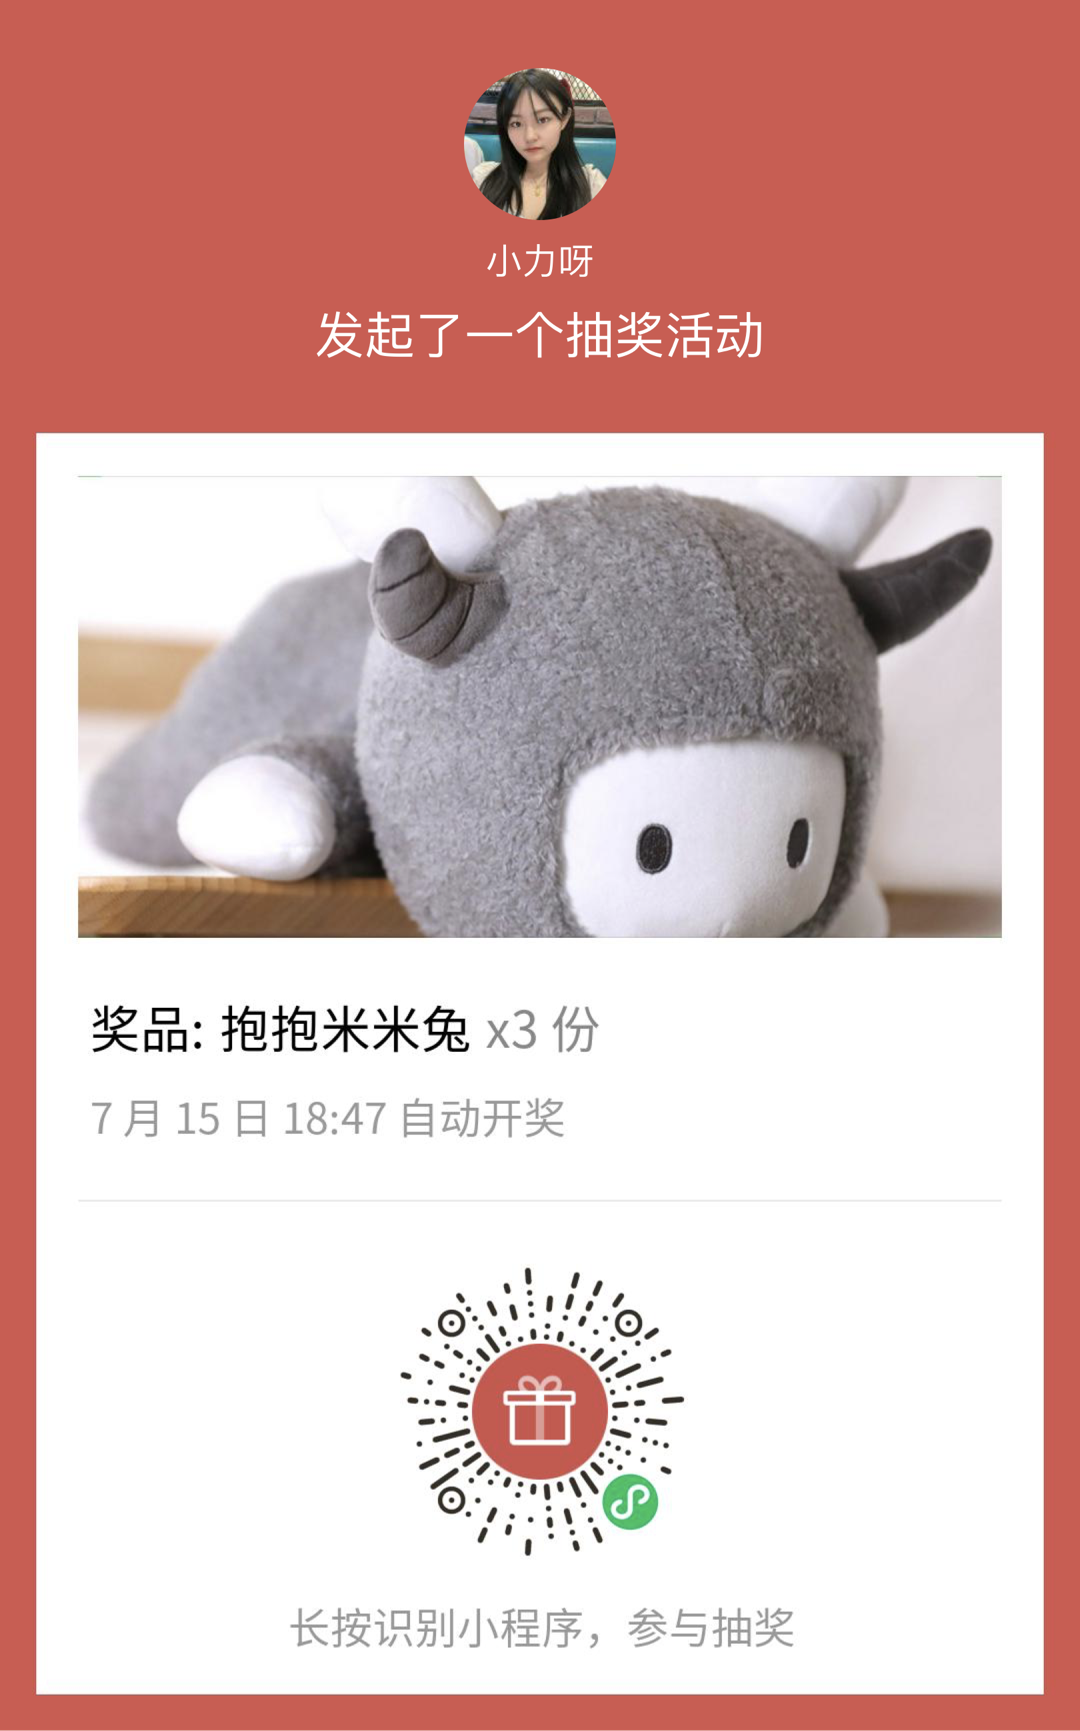 小力呀
发起了一个抽奖活动
奖品: 抱抱米米兔 x3 份
7 月 15 日 18:47 自动开奖
长按识别小程序，参与抽奖